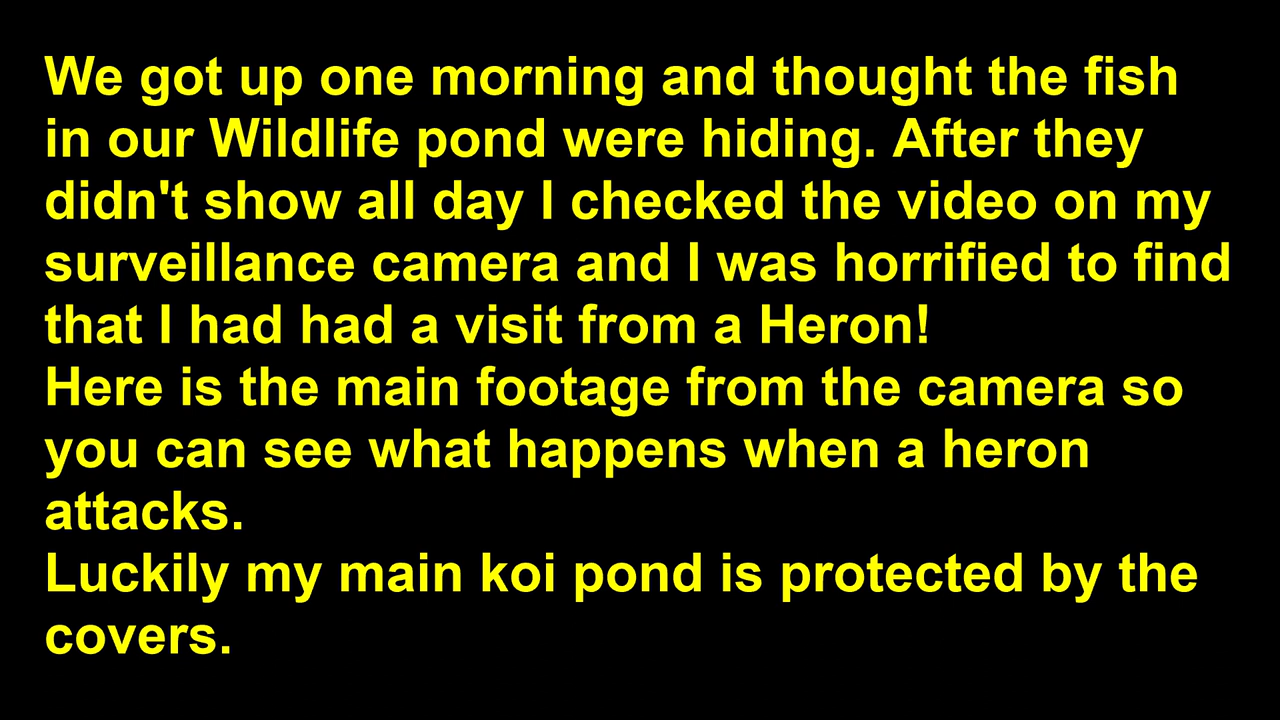 We got up one morning and thought the fish
in our Wildlife pond were hiding. After they
didn't show all day I checked the video on my
surveillance camera and I was horrified to find
that I had had a visit from a Heron!
Here is the main footage from the camera so
you can see what happens when a heron
attacks.
Luckily my main koi pond is protected by the
covers.